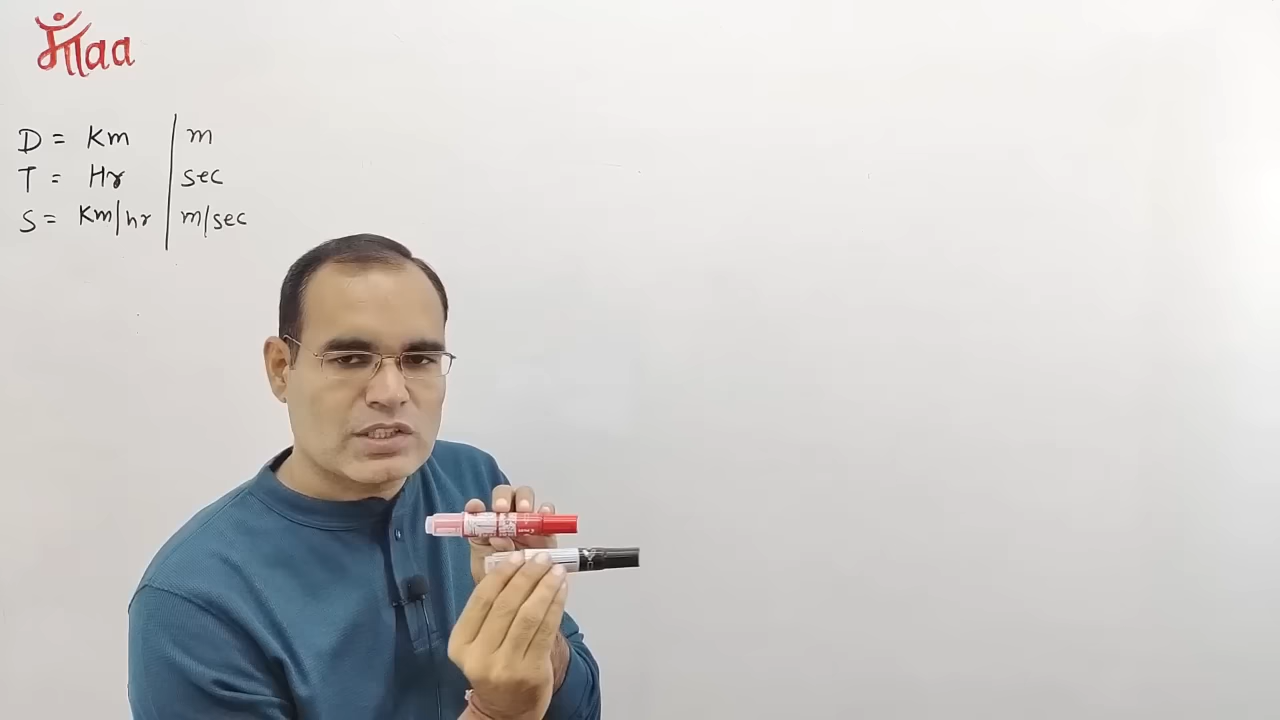 माँaa
D = Km | m
T = Hr | sec
S = Km/hr | m/sec